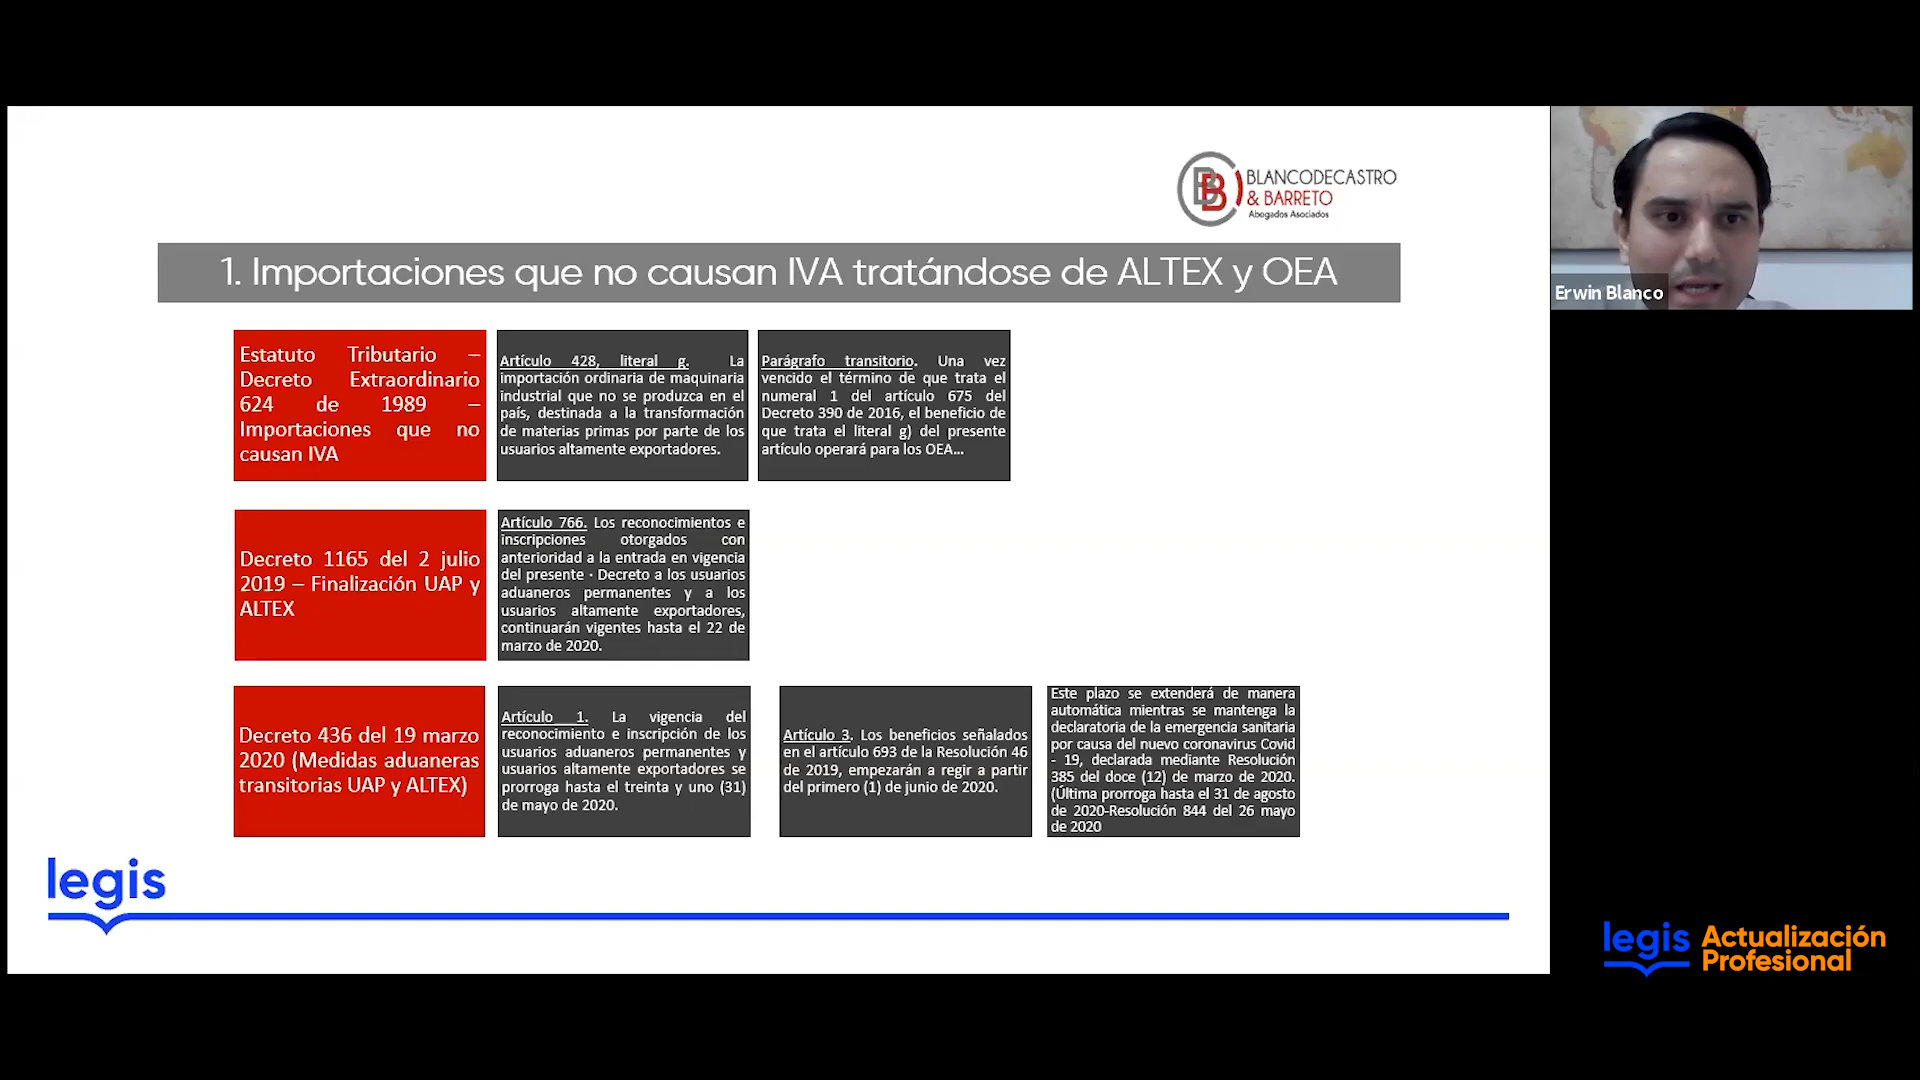 BLANCODECASTRO
& BARRETO
Abogados Asociados
1. Importaciones que no causan IVA tratándose de ALTEX y OEA
Estatuto Tributario –
Decreto Extraordinario
624 de 1989 –
Importaciones que no
causan IVA
Artículo 428, literal g. La
importación ordinaria de maquinaria
industrial que no se produzca en el
país, destinada a la transformación
de materias primas por parte de los
usuarios altamente exportadores.
Parágrafo transitorio. Una vez
vencido el término de que trata el
numeral 1 del artículo 675 del
Decreto 390 de 2016, el beneficio de
que trata el literal g) del presente
artículo operará para los OEA...
Decreto 1165 del 2 julio
2019 – Finalización UAP y
ALTEX
Artículo 766. Los reconocimientos e
inscripciones otorgados con
anterioridad a la entrada en vigencia
del presente · Decreto a los usuarios
aduaneros permanentes y a los
usuarios altamente exportadores,
continuarán vigentes hasta el 22 de
marzo de 2020.
Decreto 436 del 19 marzo
2020 (Medidas aduaneras
transitorias UAP y ALTEX)
Artículo 1. La vigencia del
reconocimiento e inscripción de los
usuarios aduaneros permanentes y
usuarios altamente exportadores se
prorroga hasta el treinta y uno (31)
de mayo de 2020.
Artículo 3. Los beneficios señalados
en el artículo 693 de la Resolución 46
de 2019, empezarán a regir a partir
del primero (1) de junio de 2020.
Este plazo se extenderá de manera
automática mientras se mantenga la
declaratoria de la emergencia sanitaria
por causa del nuevo coronavirus Covid
- 19, declarada mediante Resolución
385 del doce (12) de marzo de 2020.
(Última prorroga hasta el 31 de agosto
de 2020-Resolución 844 del 26 mayo
de 2020
legis
Erwin Blanco
legis Actualización
Profesional